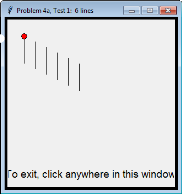 Problem 4a, Test 1: 6 lines
To exit, click anywhere in this window